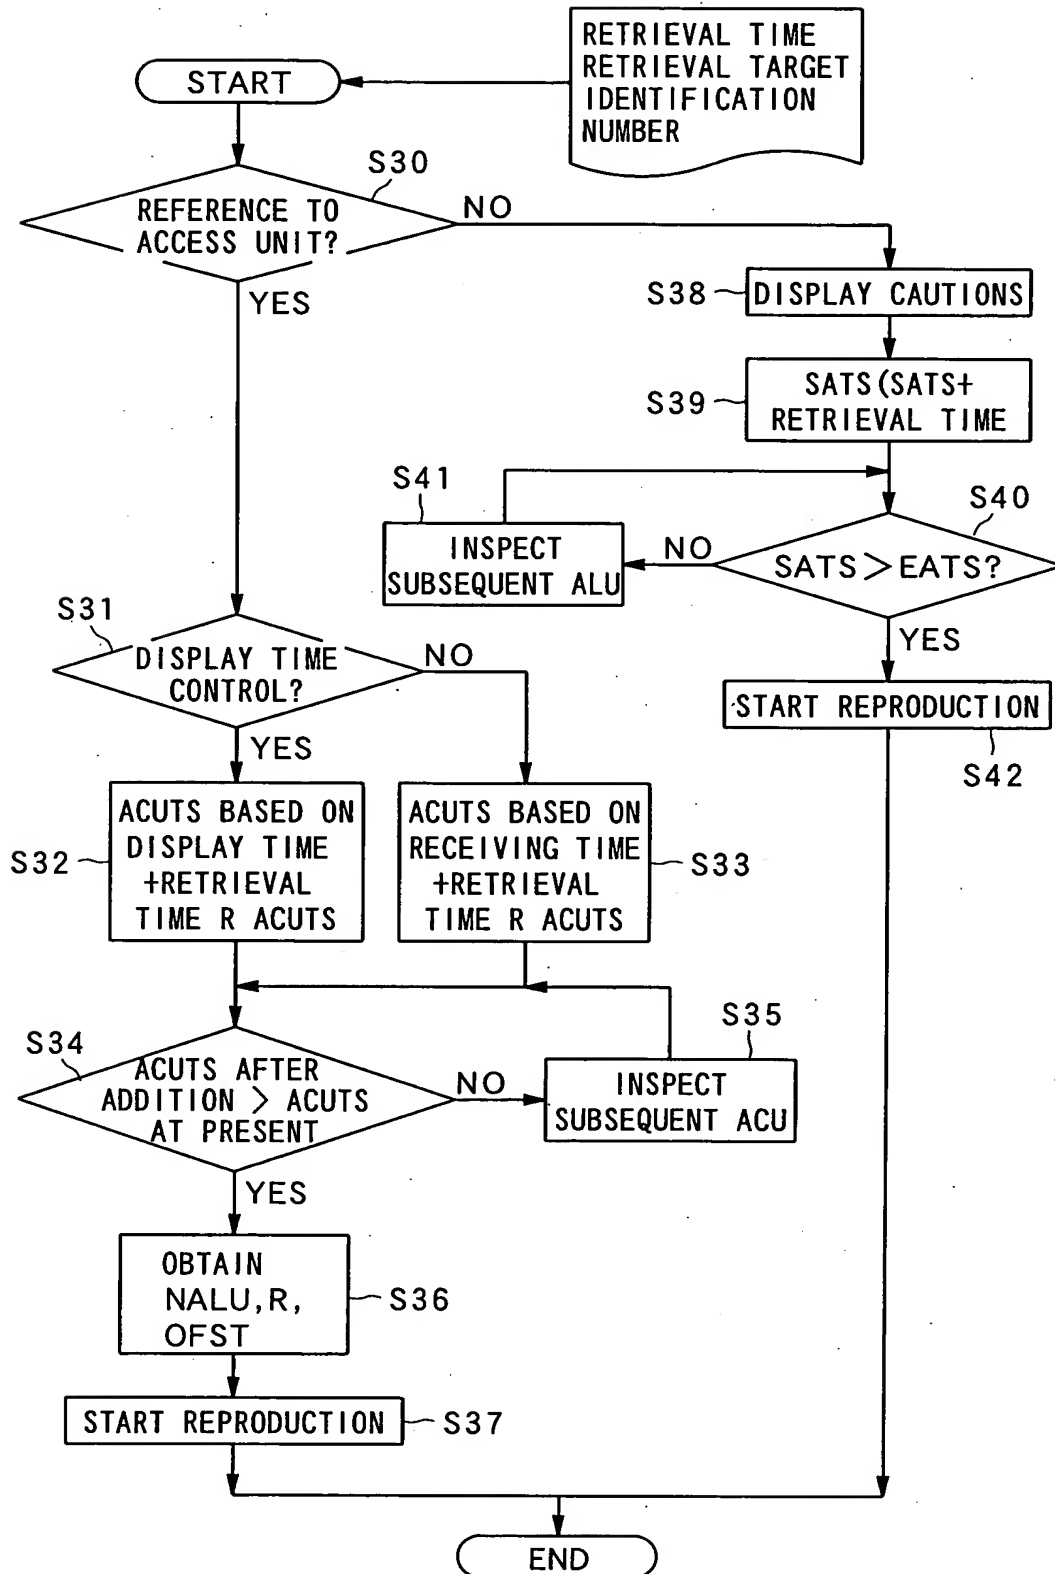 RETRIEVAL TIME
RETRIEVAL TARGET
IDENTIFICATION
NUMBER
START
S30
REFERENCE TO
ACCESS UNIT?
NO
YES
S38
DISPLAY CAUTIONS
S39
SATS(SATS+
RETRIEVAL TIME
S41
INSPECT
SUBSEQUENT ALU
NO
S40
SATS>EATS?
YES
START REPRODUCTION
S42
S31
DISPLAY TIME
CONTROL?
NO
YES
S32
ACUTS BASED ON
DISPLAY TIME
+RETRIEVAL
TIME R ACUTS
ACUTS BASED ON
RECEIVING TIME
+RETRIEVAL
TIME R ACUTS
S33
S34
ACUTS AFTER
ADDITION > ACUTS
AT PRESENT
NO
S35
INSPECT
SUBSEQUENT ACU
YES
OBTAIN
NALU,R,
OFST
S36
START REPRODUCTION
S37
END